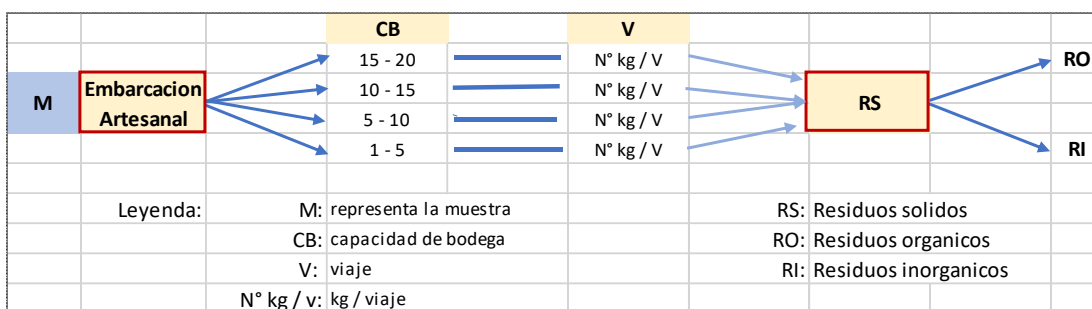 CB V
15 - 20 N° kg / V RO
M Embarcacion Artesanal 10 - 15 N° kg / V RS
5 - 10 N° kg / V
1 - 5 N° kg / V RI
Leyenda: M: representa la muestra RS: Residuos solidos
CB: capacidad de bodega RO: Residuos organicos
V: viaje RI: Residuos inorganicos
N° kg / v: kg / viaje